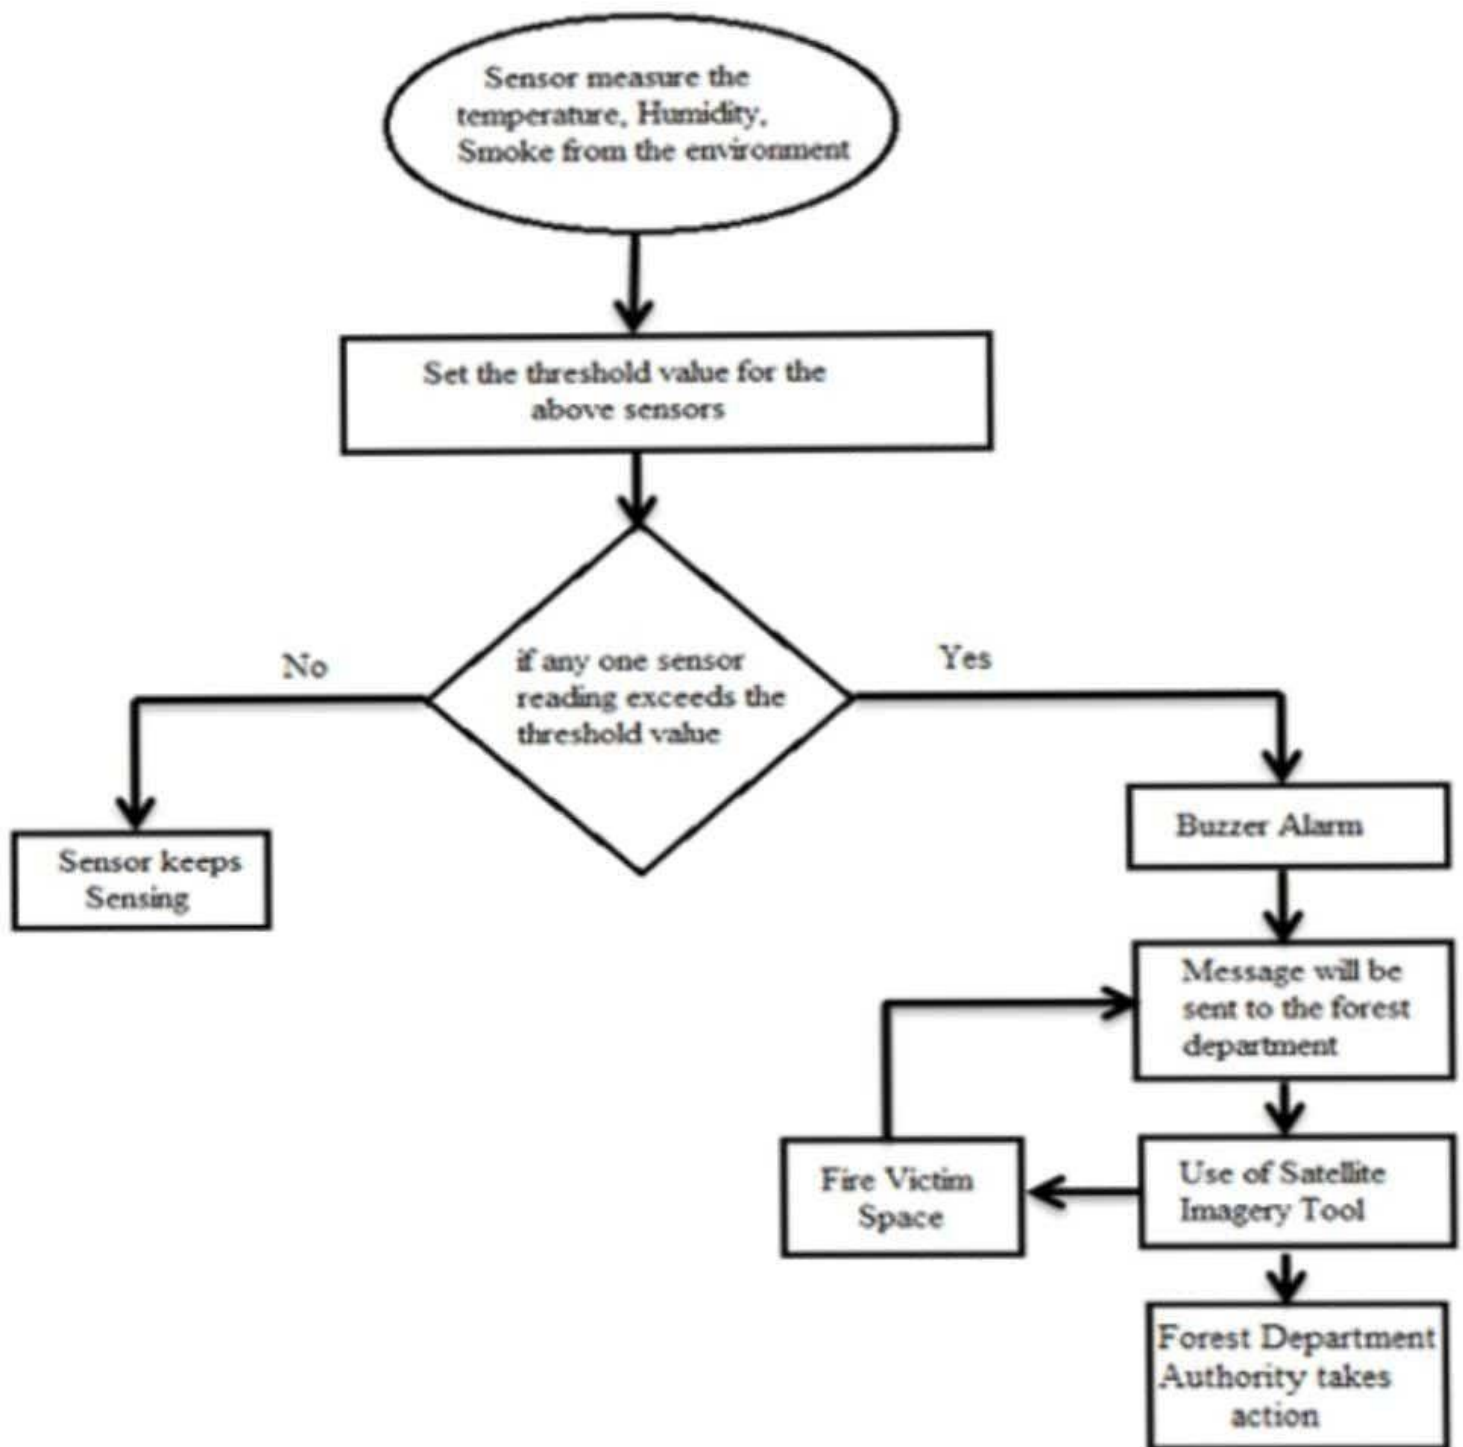 Sensor measure the
temperature, Humidity,
Smoke from the environment
Set the threshold value for the
above sensors
No
if any one sensor
reading exceeds the
threshold value
Yes
Sensor keeps
Sensing
Buzzer Alarm
Message will be
sent to the forest
department
Fire Victim
Space
Use of Satellite
Imagery Tool
Forest Department
Authority takes
action